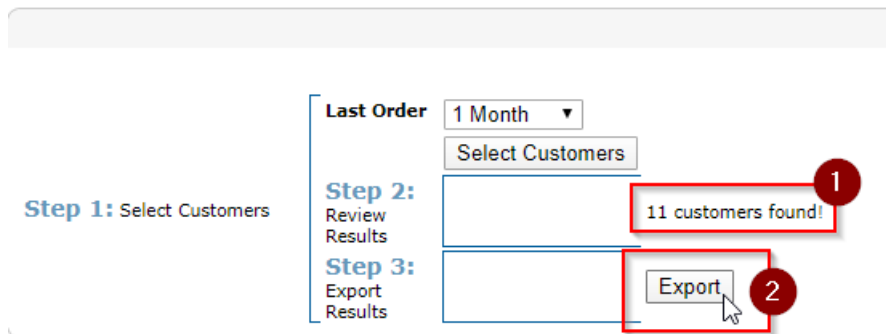 Last Order 1 Month
Select Customers
Step 1: Select Customers
Step 2:
Review
Results
11 customers found!
1
Step 3:
Export
Results
Export
2